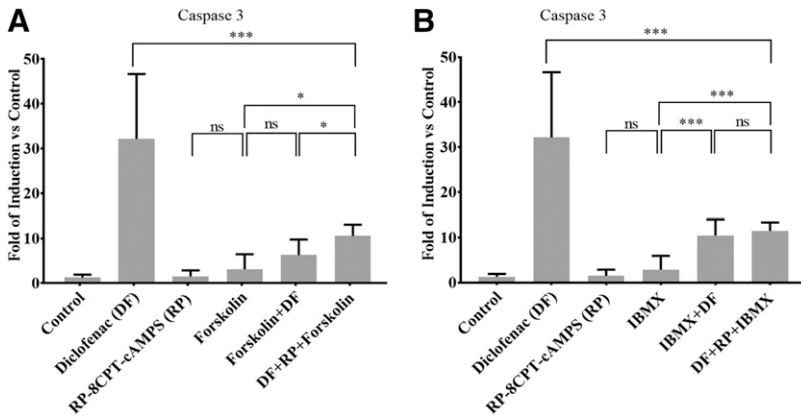 A
Caspase 3
Fold of Induction vs Control
50
40
30
20
10
0
***
*
ns
ns
*
Control
Diclofenac (DF)
RP-8CPT-cAMPS (RP)
Forskolin
Forskolin+DF
DF+RP+Forskolin
B
Caspase 3
Fold of Induction vs Control
50
40
30
20
10
0
***
***
ns
***
ns
Control
Diclofenac (DF)
RP-8CPT-cAMPS (RP)
IBMX
IBMX+DF
DF+RP+IBMX